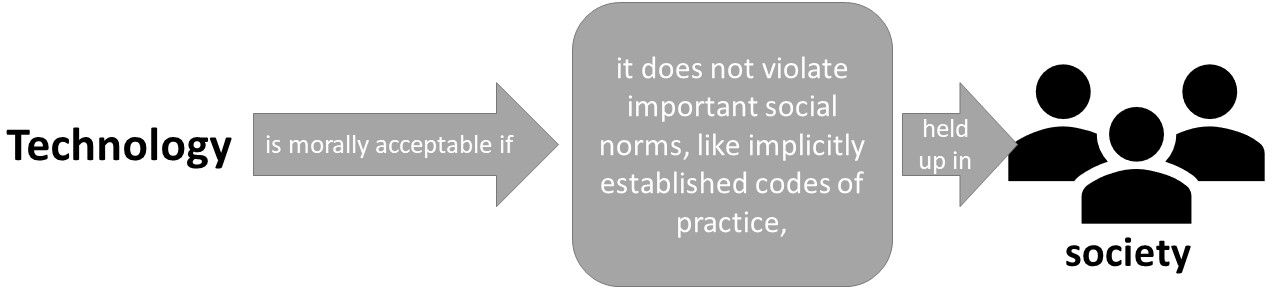 Technology
is morally acceptable if
it does not violate
important social
norms, like implicitly
established codes of
practice,
held
up in
society